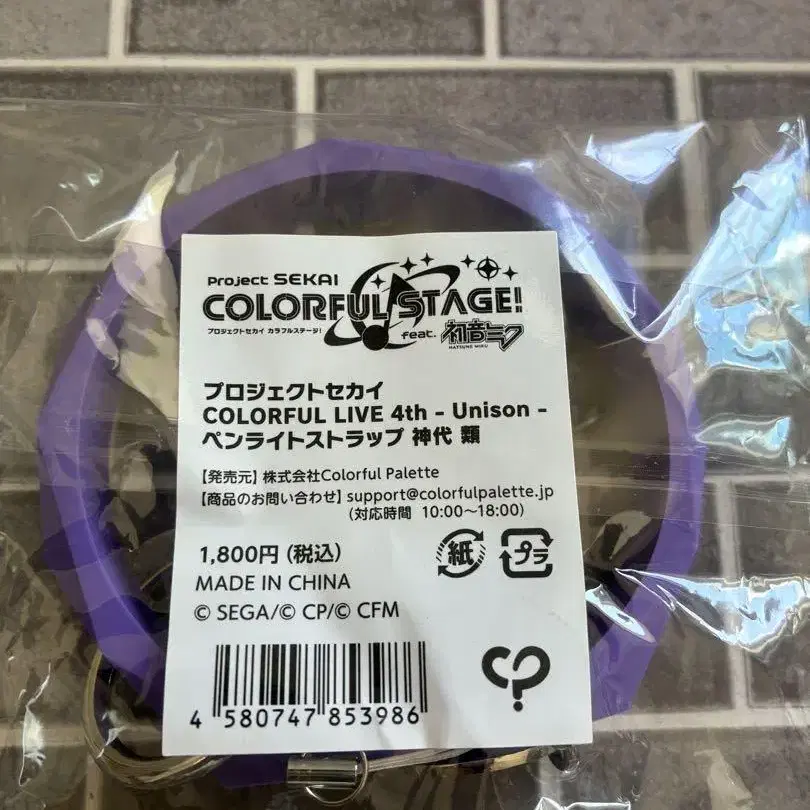 Project SEKAI
COLORFUL STAGE!
プロジェクトセカイ カラフルステージ!
feat. 初音ミク
HATSUNE MIKU
プロジェクトセカイ
COLORFUL LIVE 4th - Unison -
ペンライトストラップ 神代 類
【発売元】株式会社Colorful Palette
【商品のお問い合わせ】support@colorfulpalette.jp
(対応時間 10:00~18:00)
1,800円(税込)
紙
プラ
MADE IN CHINA
© SEGA/© CP/© CFM
4 580747 853986